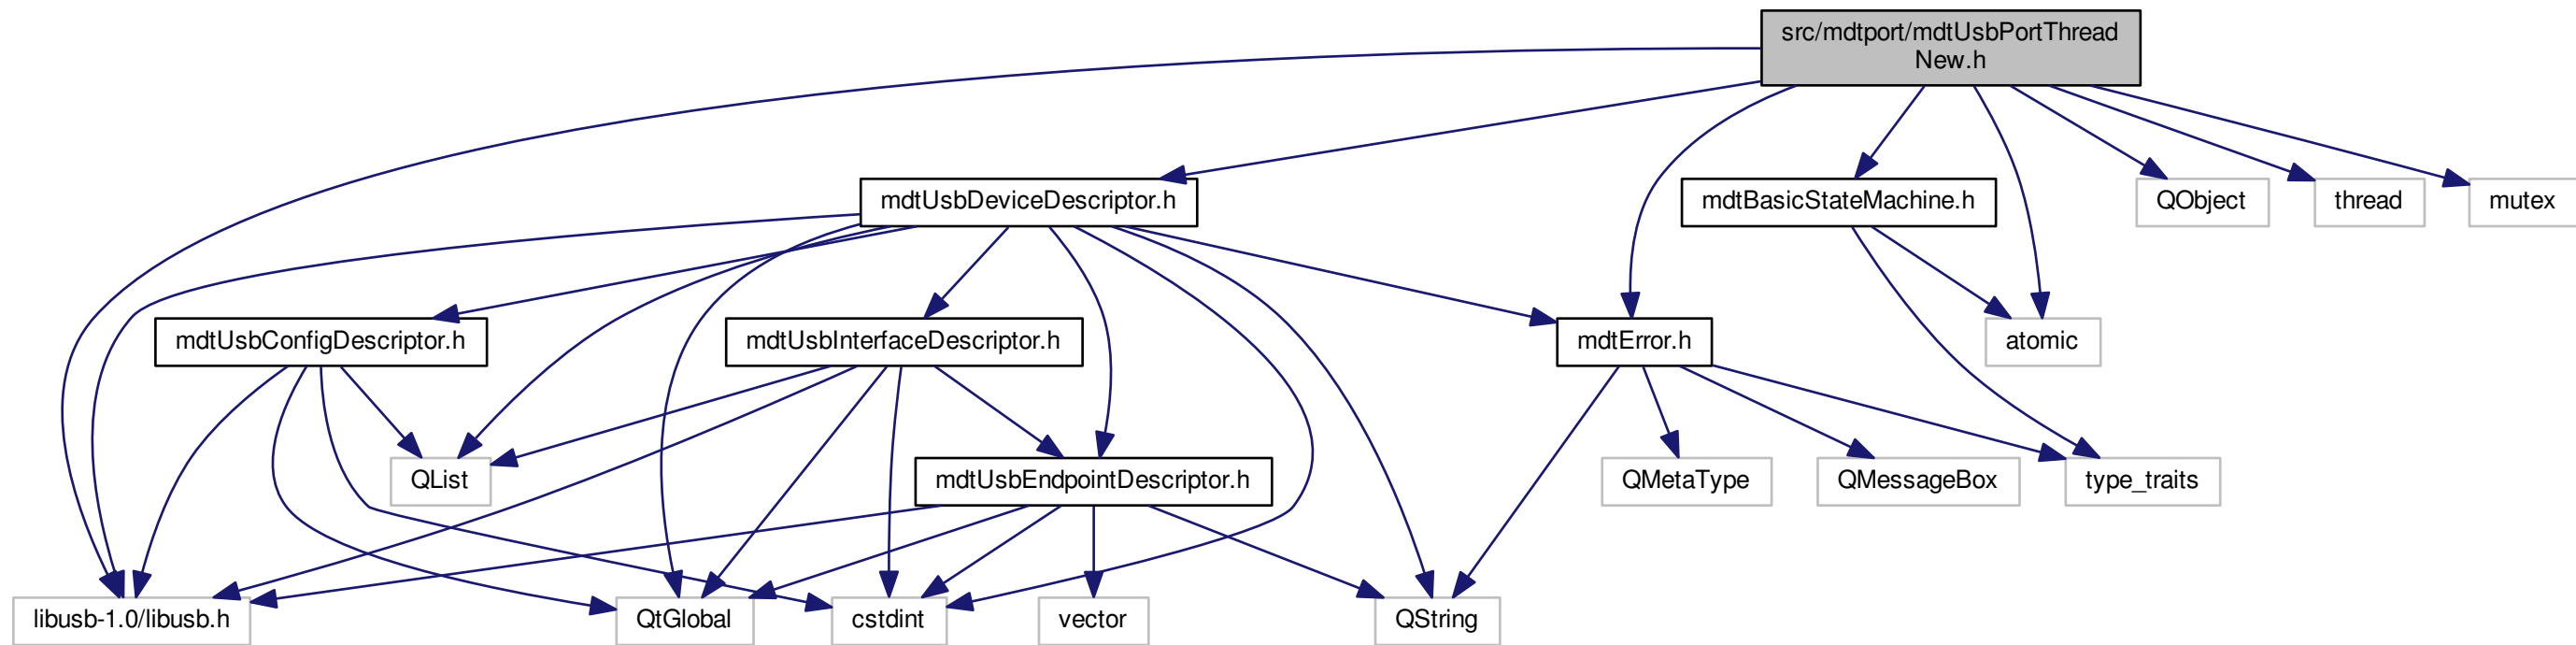 src/mdtport/mdtUsbPortThread
New.h
mdtUsbDeviceDescriptor.h
mdtBasicStateMachine.h
QObject
thread
mutex
mdtUsbConfigDescriptor.h
mdtUsbInterfaceDescriptor.h
mdtError.h
atomic
QList
mdtUsbEndpointDescriptor.h
QMetaType
QMessageBox
type_traits
libusb-1.0/libusb.h
QtGlobal
cstdint
vector
QString